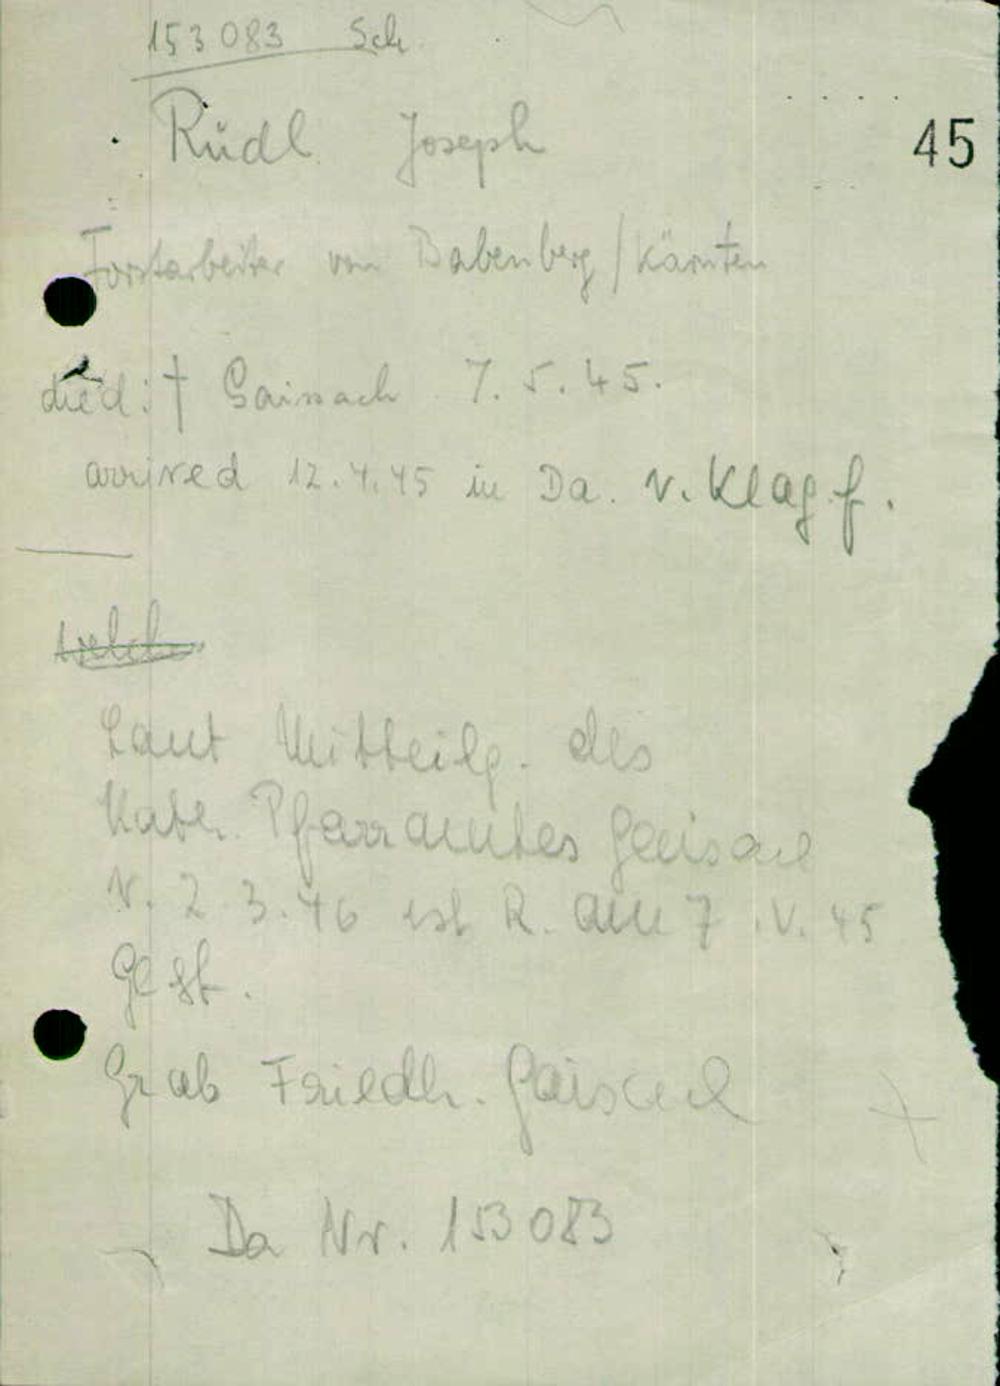 153083 Sch.
Rüdl Joseph
45
Forstarbeiter von Babenberg / Kärnten
died: † Gaissach 7.5.45.
arrived 12.4.45 in Da. v. Klagf.
Laut Mitteilg. des
Kath. Pfarramtes Gaisach
v. 2.3.46 ist R. am 7.V.45
Gest.
Grab Friedh. Gaisach
Da Nr. 153083